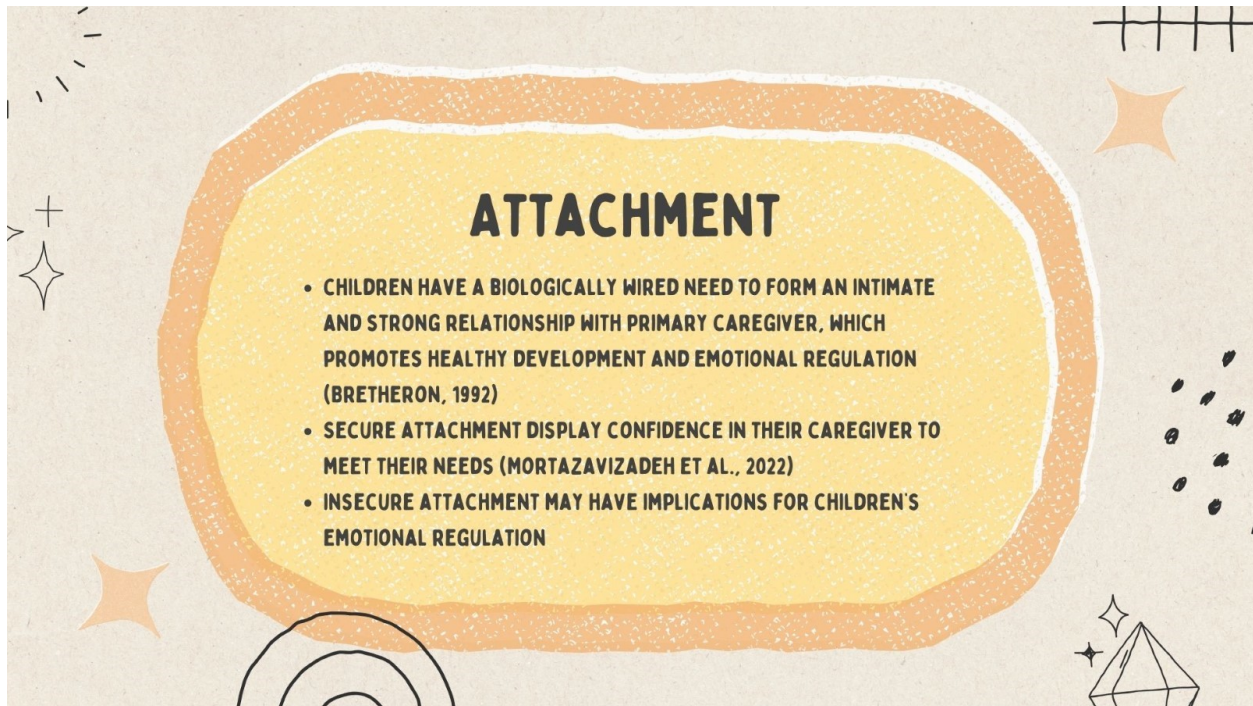 ATTACHMENT
• CHILDREN HAVE A BIOLOGICALLY WIRED NEED TO FORM AN INTIMATE
AND STRONG RELATIONSHIP WITH PRIMARY CAREGIVER, WHICH
PROMOTES HEALTHY DEVELOPMENT AND EMOTIONAL REGULATION
(BRETHERON, 1992)
• SECURE ATTACHMENT DISPLAY CONFIDENCE IN THEIR CAREGIVER TO
MEET THEIR NEEDS (MORTAZAVIZADEH ET AL., 2022)
• INSECURE ATTACHMENT MAY HAVE IMPLICATIONS FOR CHILDREN'S
EMOTIONAL REGULATION